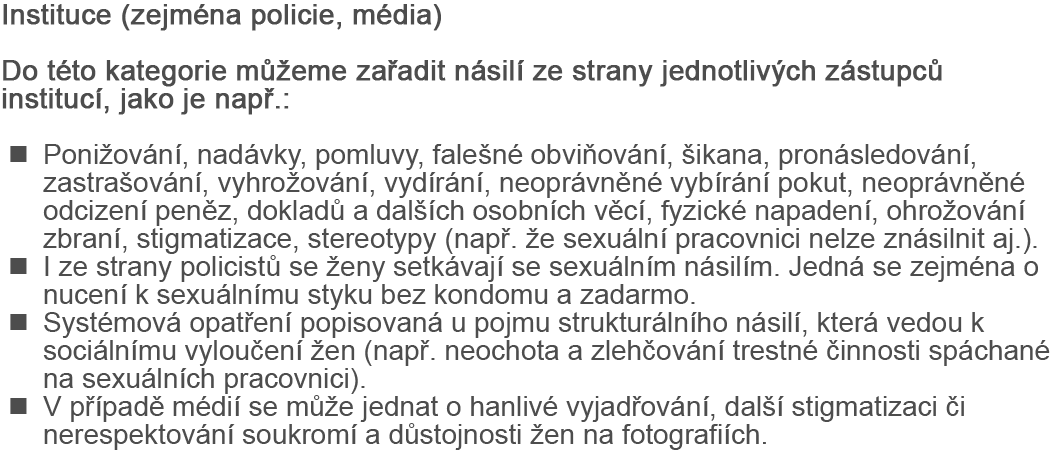 Instituce (zejména policie, média)
Do této kategorie můžeme zařadit násilí ze strany jednotlivých zástupců
institucí, jako je např.:
■ Ponižování, nadávky, pomluvy, falešné obviňování, šikana, pronásledování,
zastrašování, vyhrožování, vydírání, neoprávněné vybírání pokut, neoprávněné
odcizení peněz, dokladů a dalších osobních věcí, fyzické napadení, ohrožování
zbraní, stigmatizace, stereotypy (např. že sexuální pracovnici nelze znásilnit aj.).
■ I ze strany policistů se ženy setkávají se sexuálním násilím. Jedná se zejména o
nucení k sexuálnímu styku bez kondomu a zadarmo.
■ Systémová opatření popisovaná u pojmu strukturálního násilí, která vedou k
sociálnímu vyloučení žen (např. neochota a zlehčování trestné činnosti spáchané
na sexuálních pracovnici).
■ V případě médií se může jednat o hanlivé vyjadřování, další stigmatizaci či
nerespektování soukromí a důstojnosti žen na fotografiích.